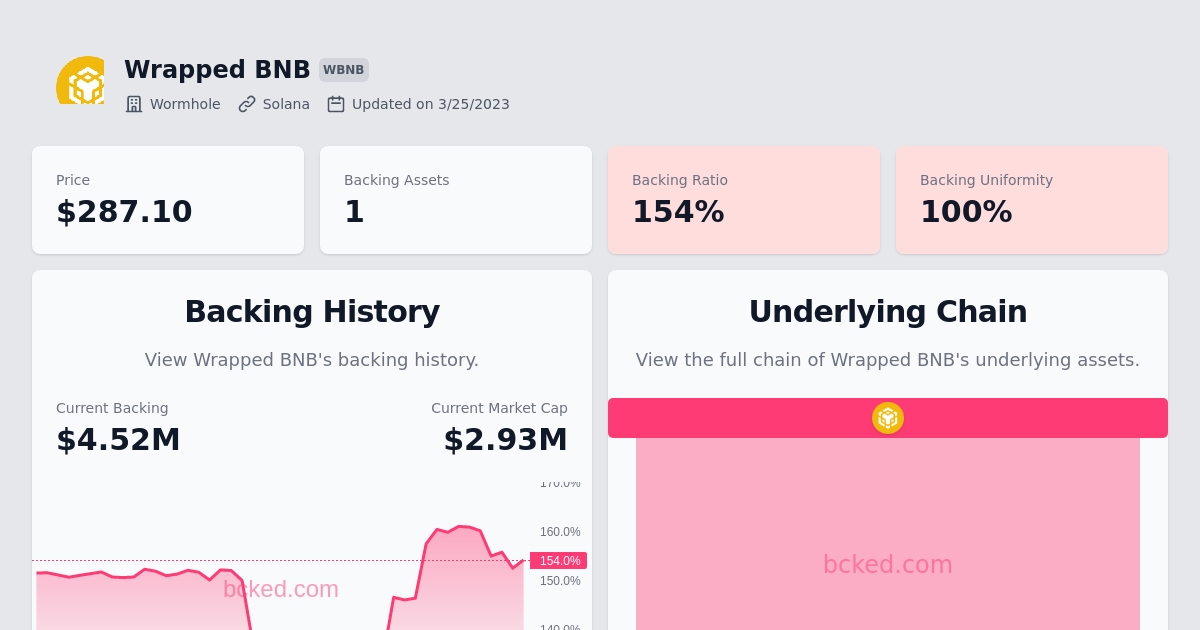 Wrapped BNB WBNB
Wormhole Solana Updated on 3/25/2023
Price
$287.10
Backing Assets
1
Backing Ratio
154%
Backing Uniformity
100%
Backing History
View Wrapped BNB's backing history.
Current Backing
$4.52M
Current Market Cap
$2.93M
170.0%
160.0%
154.0%
150.0%
140.0%
bcked.com
Underlying Chain
View the full chain of Wrapped BNB's underlying assets.
bcked.com